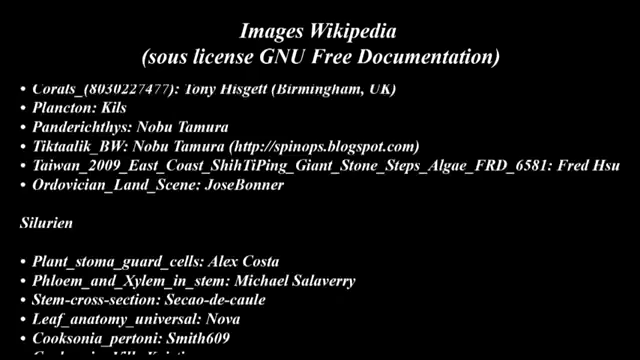 Images Wikipedia
(sous license GNU Free Documentation)
• Corals_(8030227477): Tony Hisgett (Birmingham, UK)
• Plancton: Kils
• Panderichthys: Nobu Tamura
• Tiktaalik_BW: Nobu Tamura (http://spinops.blogspot.com)
• Taiwan_2009_East_Coast_ShihTiPing_Giant_Stone_Steps_Algae_FRD_6581: Fred Hsu
• Ordovician_Land_Scene: JoseBonner
Silurien
• Plant_stoma_guard_cells: Alex Costa
• Phloem_and_Xylem_in_stem: Michael Salaverry
• Stem-cross-section: Secao-de-caule
• Leaf_anatomy_universal: Nova
• Cooksonia_pertoni: Smith609